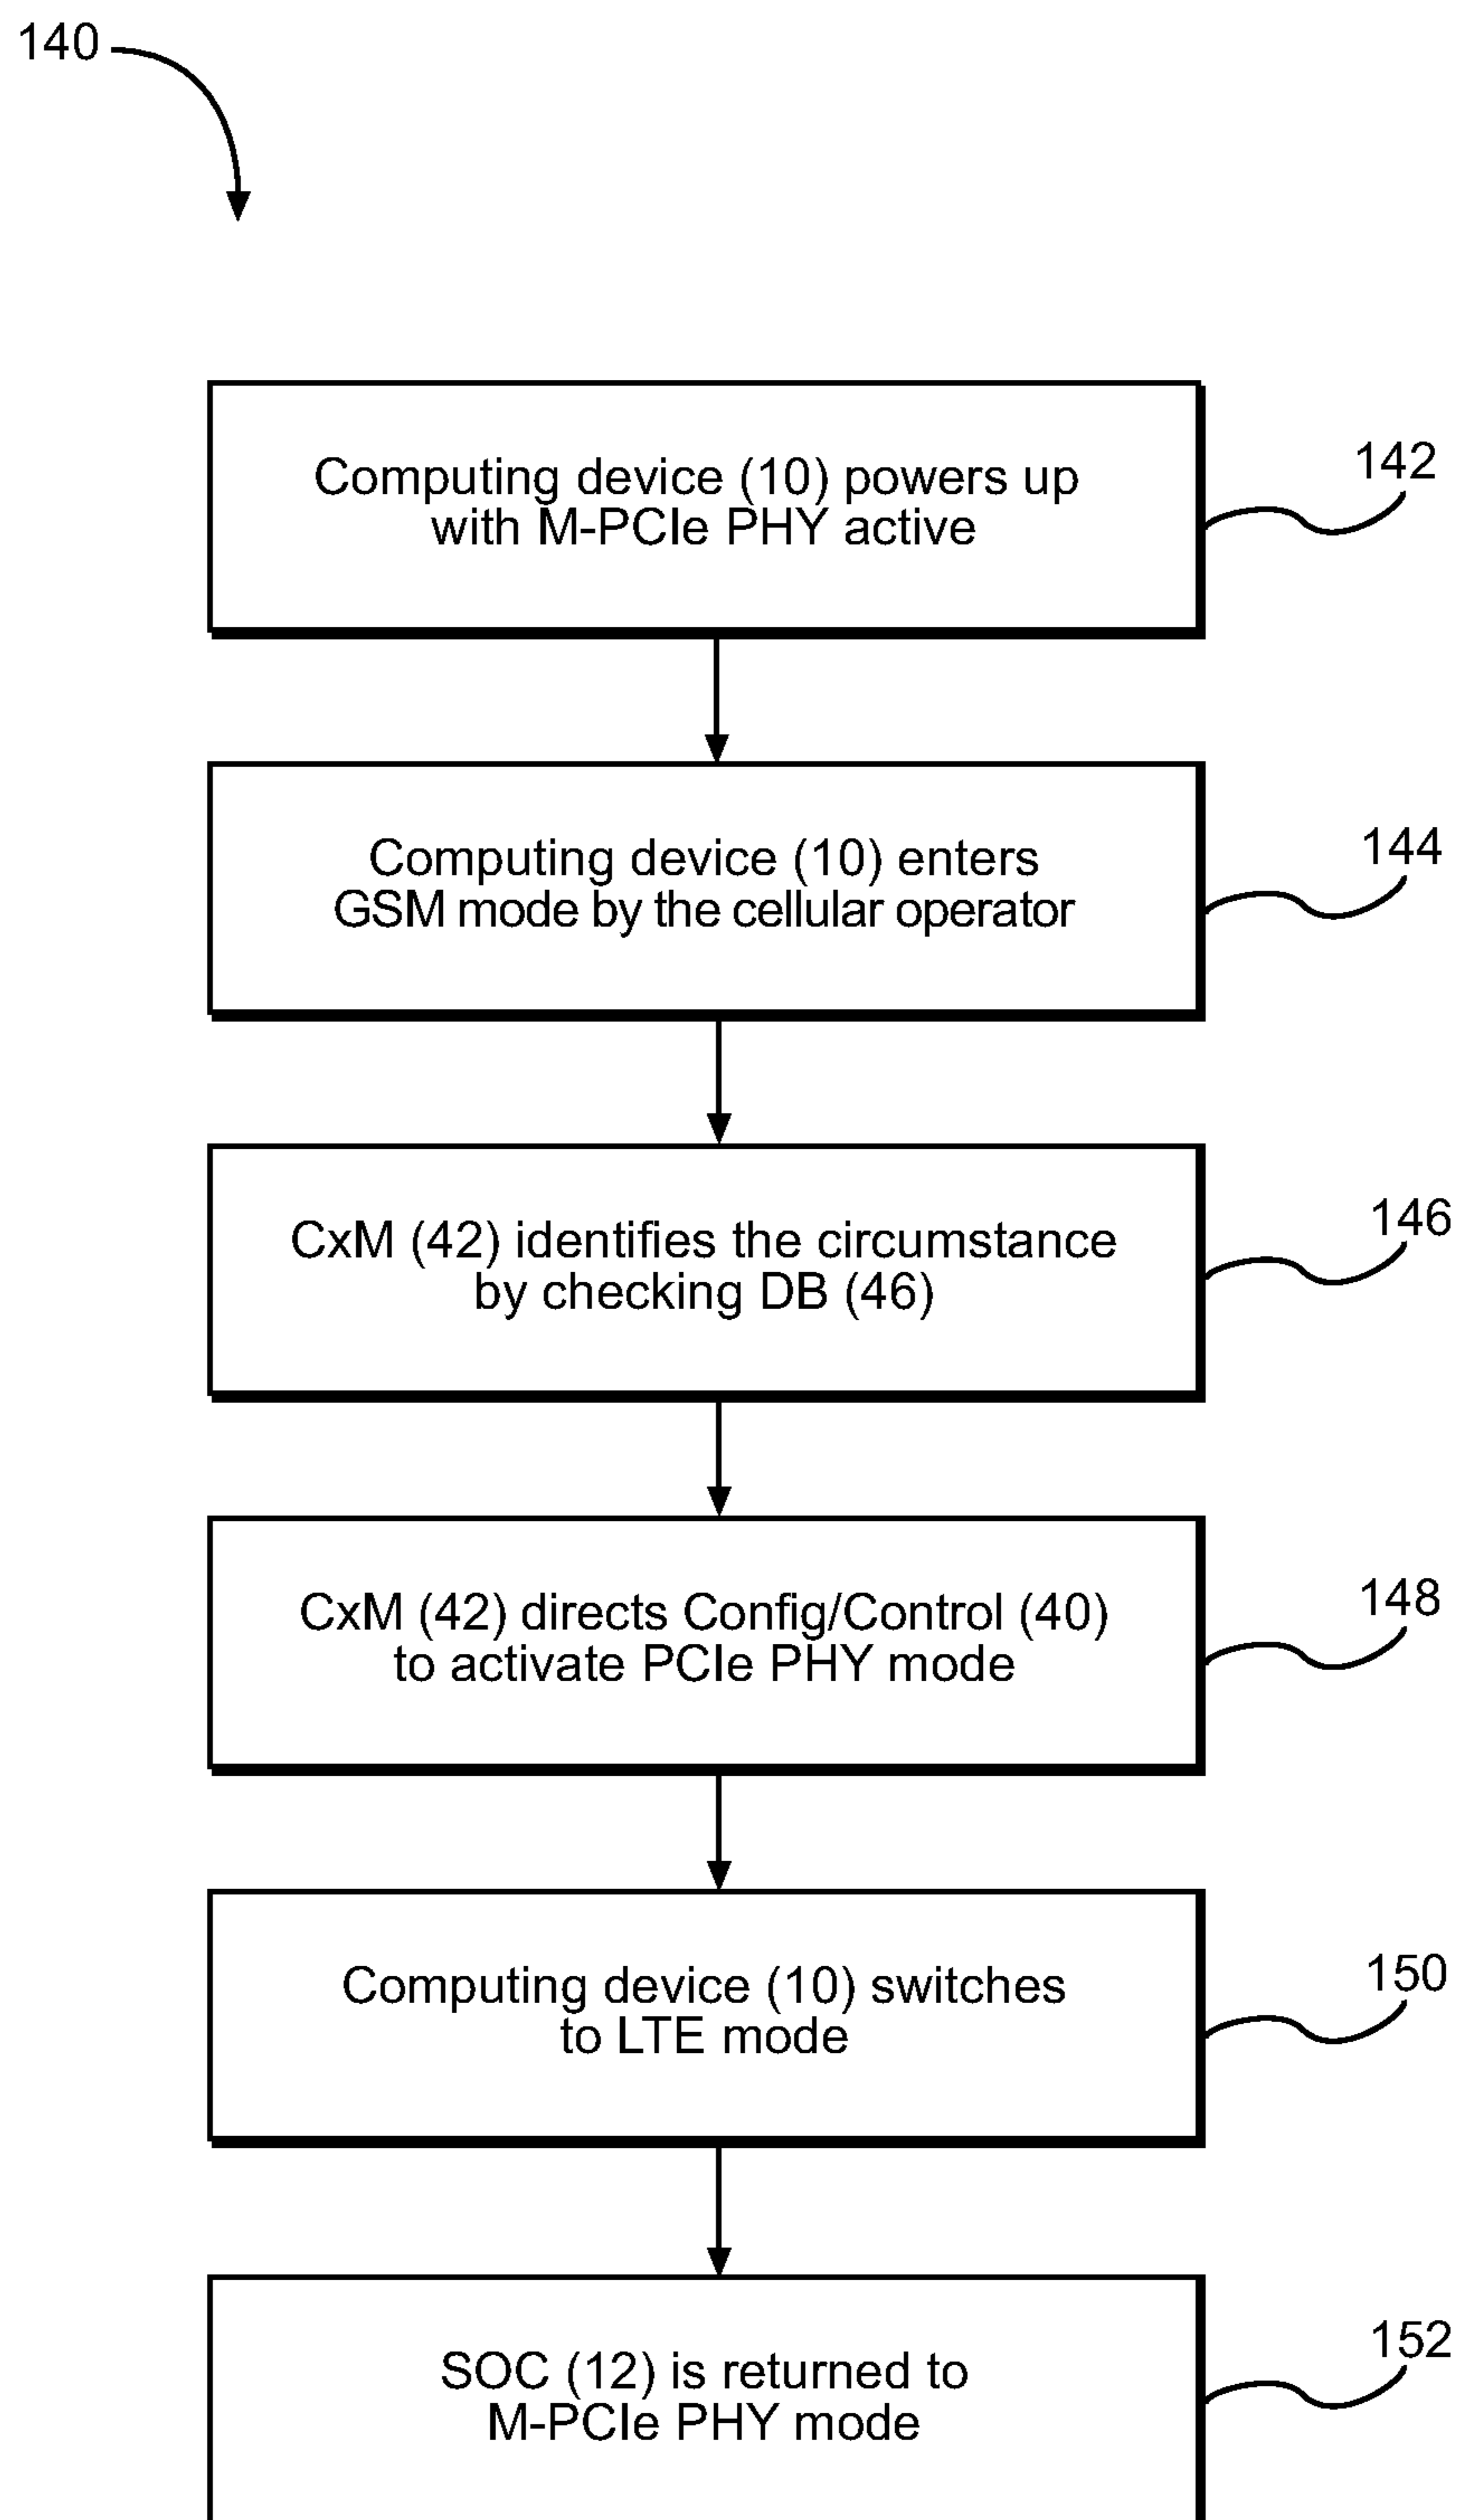 140
Computing device (10) powers up
with M-PCIe PHY active
142
Computing device (10) enters
GSM mode by the cellular operator
144
CxM (42) identifies the circumstance
by checking DB (46)
146
CxM (42) directs Config/Control (40)
to activate PCIe PHY mode
148
Computing device (10) switches
to LTE mode
150
SOC (12) is returned to
M-PCIe PHY mode
152